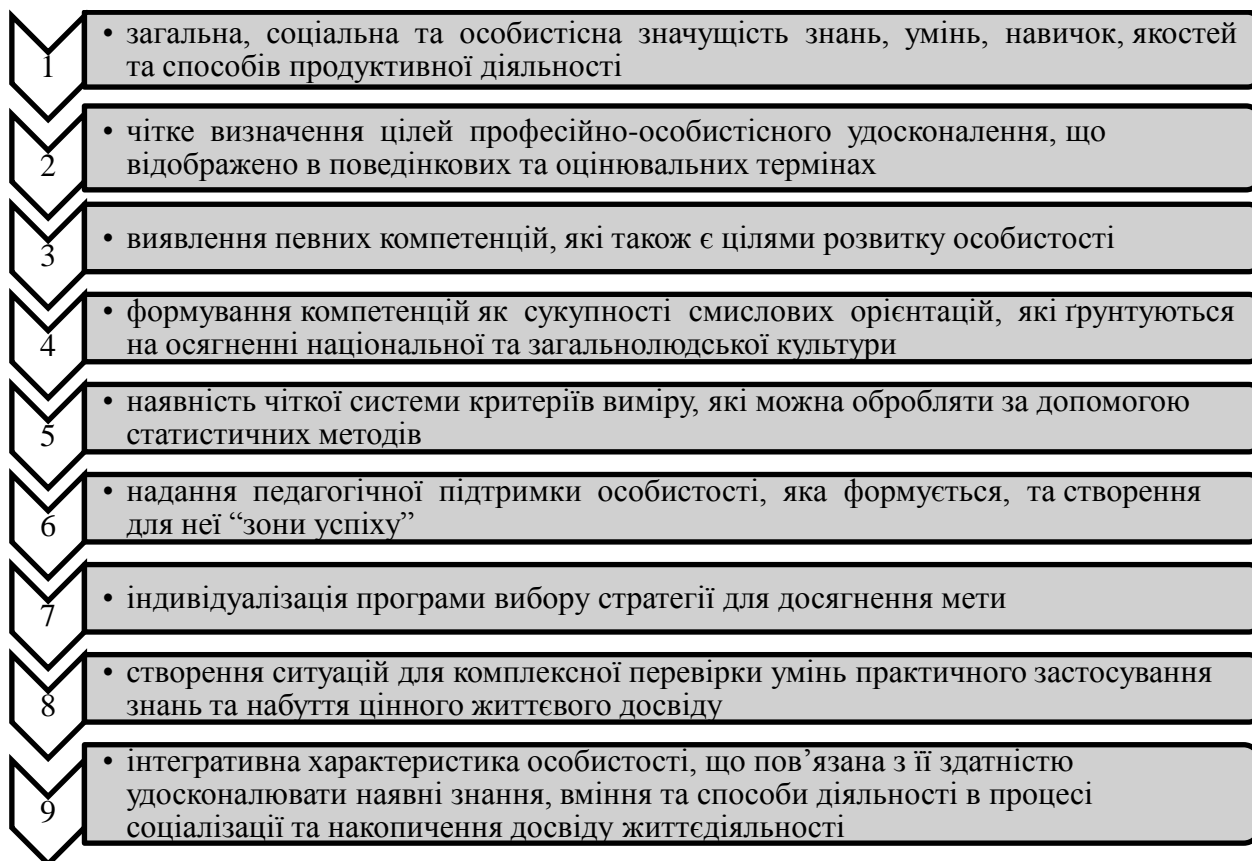 1
• загальна, соціальна та особистісна значущість знань, умінь, навичок, якостей
та способів продуктивної діяльності
2
• чітке визначення цілей професійно-особистісного удосконалення, що
відображено в поведінкових та оцінювальних термінах
3
• виявлення певних компетенцій, які також є цілями розвитку особистості
4
• формування компетенцій як сукупності смислових орієнтацій, які ґрунтуються
на осягненні національної та загальнолюдської культури
5
• наявність чіткої системи критеріїв виміру, які можна обробляти за допомогою
статистичних методів
6
• надання педагогічної підтримки особистості, яка формується, та створення
для неї “зони успіху”
7
• індивідуалізація програми вибору стратегії для досягнення мети
8
• створення ситуацій для комплексної перевірки умінь практичного застосування
знань та набуття цінного життєвого досвіду
9
• інтегративна характеристика особистості, що пов’язана з її здатністю
удосконалювати наявні знання, вміння та способи діяльності в процесі
соціалізації та накопичення досвіду життєдіяльності